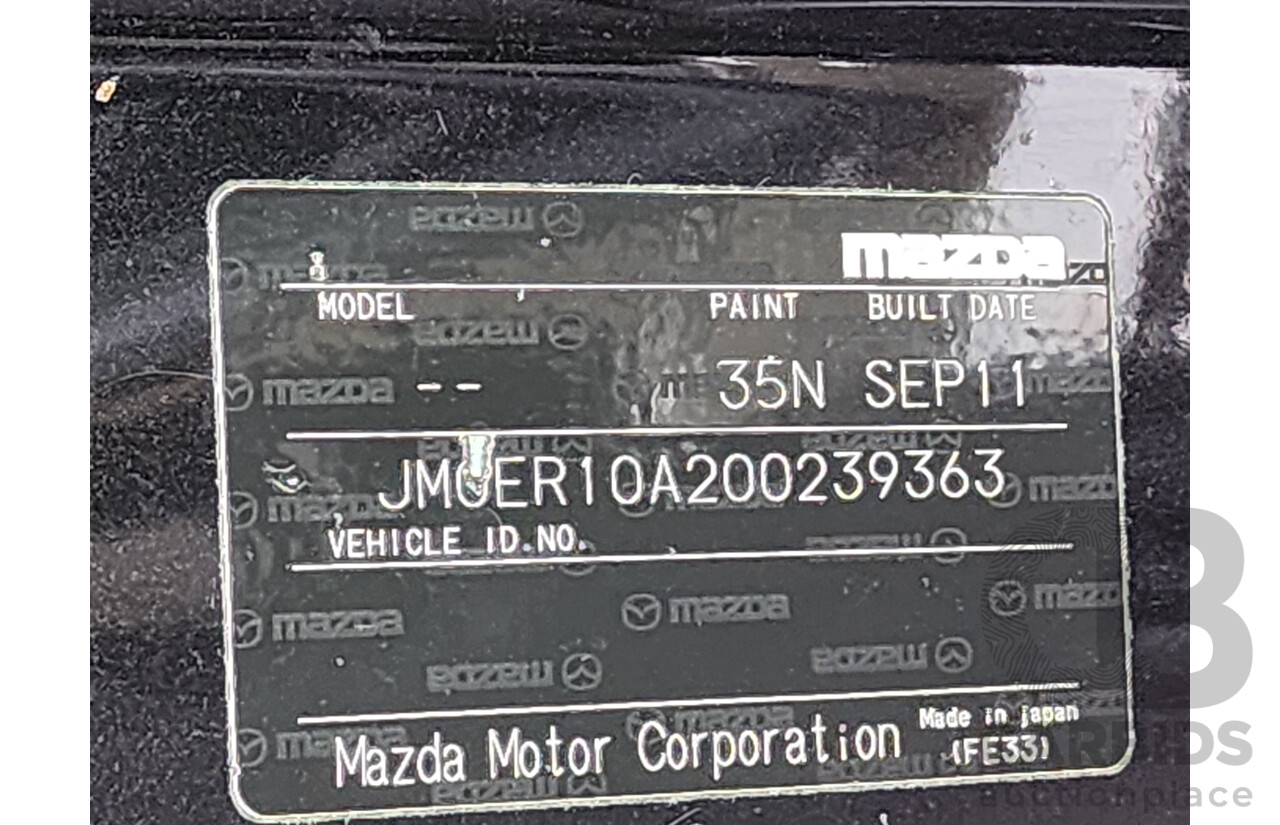 mazda
MODEL PAINT BUILT DATE
-- 35N SEP11
JM0ER10A200239363
VEHICLE ID.NO.
Mazda Motor Corporation
Made in japan
(FE33)